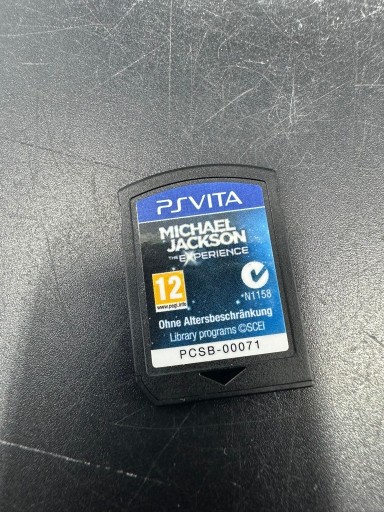 PSVITA
MICHAEL
JACKSON
THE EXPERIENCE
12
www.pegi.info
N1158
Ohne Altersbeschränkung
Library programs ©SCEI
PCSB-00071